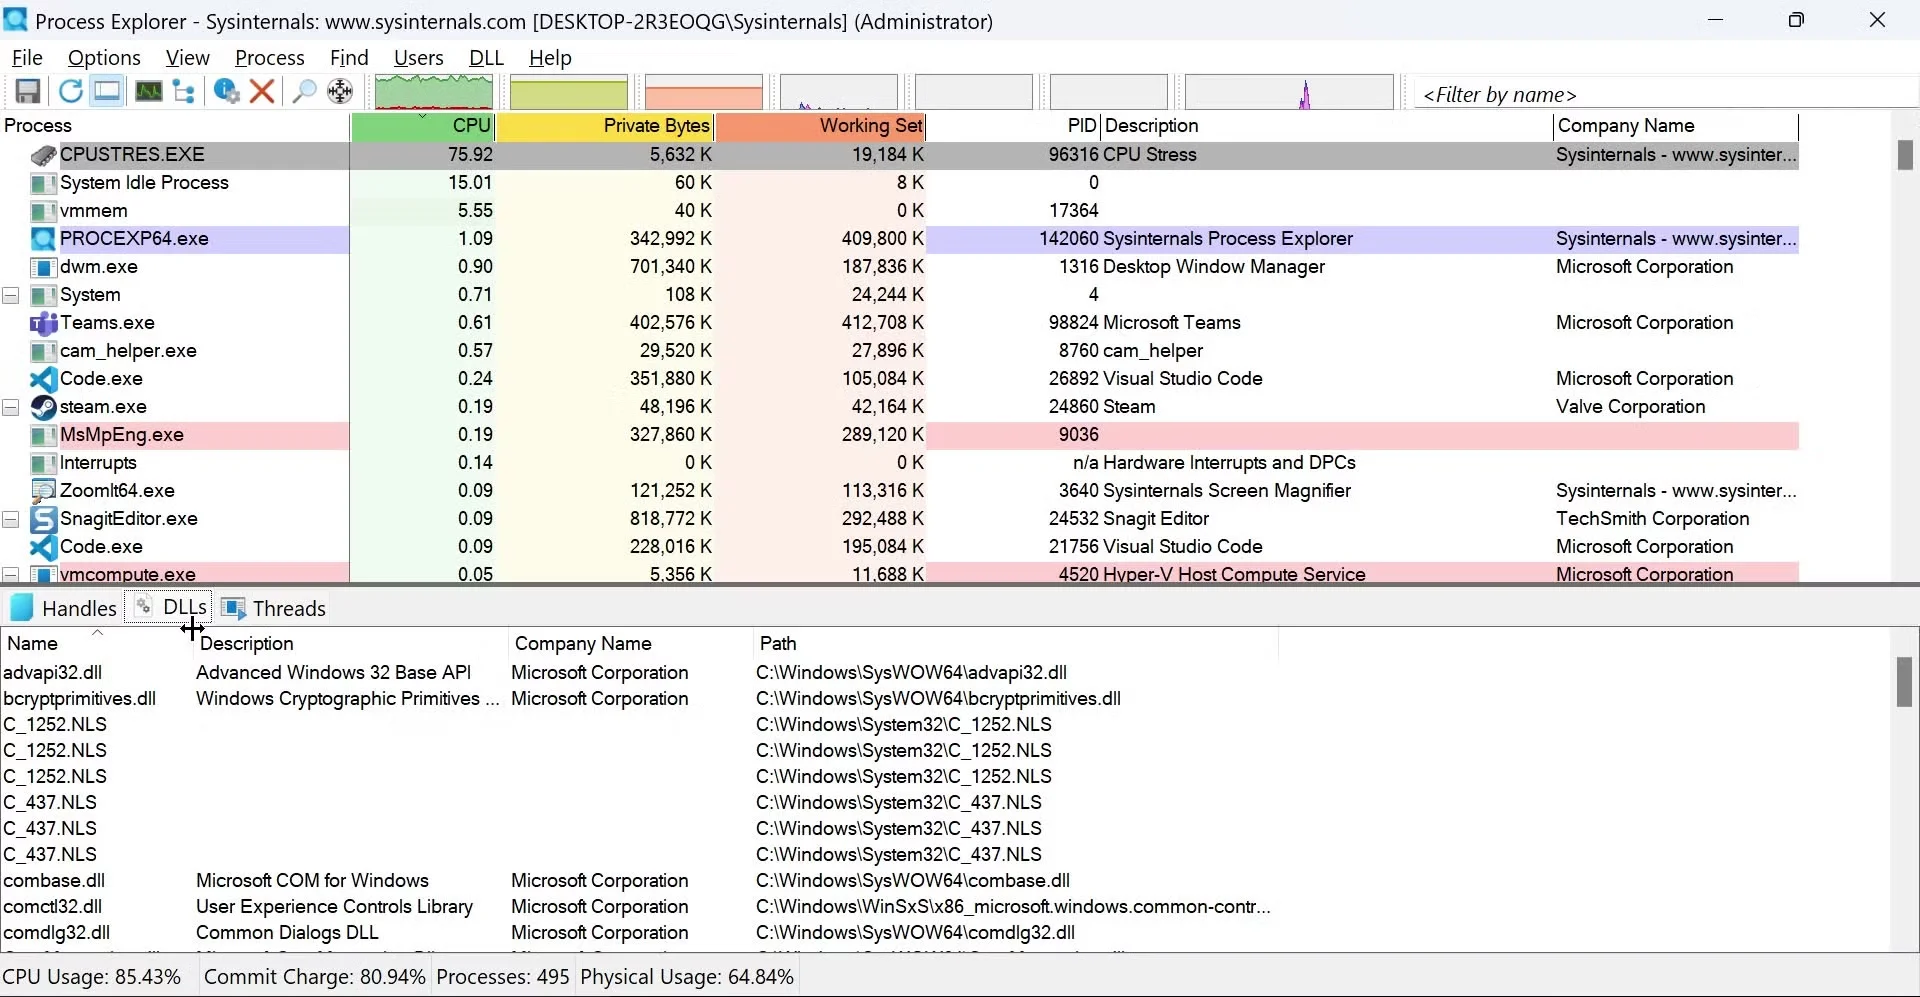 Process Explorer - Sysinternals: www.sysinternals.com [DESKTOP-2R3EOQG\Sysinternals] (Administrator)
File Options View Process Find Users DLL Help
<Filter by name>
Process CPU Private Bytes Working Set PID Description Company Name
CPUSTRES.EXE 75.92 5,632 K 19,184 K 96316 CPU Stress Sysinternals - www.sysinter...
System Idle Process 15.01 60 K 8 K 0
vmmem 5.55 40 K 0 K 17364
PROCEXP64.exe 1.09 342,992 K 409,800 K 142060 Sysinternals Process Explorer Sysinternals - www.sysinter...
dwm.exe 0.90 701,340 K 187,836 K 1316 Desktop Window Manager Microsoft Corporation
System 0.71 108 K 24,244 K 4
Teams.exe 0.61 402,576 K 412,708 K 98824 Microsoft Teams Microsoft Corporation
cam_helper.exe 0.57 29,520 K 27,896 K 8760 cam_helper
Code.exe 0.24 351,880 K 105,084 K 26892 Visual Studio Code Microsoft Corporation
steam.exe 0.19 48,196 K 42,164 K 24860 Steam Valve Corporation
MsMpEng.exe 0.19 327,860 K 289,120 K 9036
Interrupts 0.14 0 K 0 K n/a Hardware Interrupts and DPCs
ZoomIt64.exe 0.09 121,252 K 113,316 K 3640 Sysinternals Screen Magnifier Sysinternals - www.sysinter...
SnagitEditor.exe 0.09 818,772 K 292,488 K 24532 Snagit Editor TechSmith Corporation
Code.exe 0.09 228,016 K 195,084 K 21756 Visual Studio Code Microsoft Corporation
vmcompute.exe 0.05 5,356 K 11,688 K 4520 Hyper-V Host Compute Service Microsoft Corporation
Handles DLLs Threads
Name Description Company Name Path
advapi32.dll Advanced Windows 32 Base API Microsoft Corporation C:\Windows\SysWOW64\advapi32.dll
bcryptprimitives.dll Windows Cryptographic Primitives ... Microsoft Corporation C:\Windows\SysWOW64\bcryptprimitives.dll
C_1252.NLS C:\Windows\System32\C_1252.NLS
C_1252.NLS C:\Windows\System32\C_1252.NLS
C_1252.NLS C:\Windows\System32\C_1252.NLS
C_437.NLS C:\Windows\System32\C_437.NLS
C_437.NLS C:\Windows\System32\C_437.NLS
C_437.NLS C:\Windows\System32\C_437.NLS
combase.dll Microsoft COM for Windows Microsoft Corporation C:\Windows\SysWOW64\combase.dll
comctl32.dll User Experience Controls Library Microsoft Corporation C:\Windows\WinSxS\x86_microsoft.windows.common-contr...
comdlg32.dll Common Dialogs DLL Microsoft Corporation C:\Windows\SysWOW64\comdlg32.dll
CPU Usage: 85.43% Commit Charge: 80.94% Processes: 495 Physical Usage: 64.84%